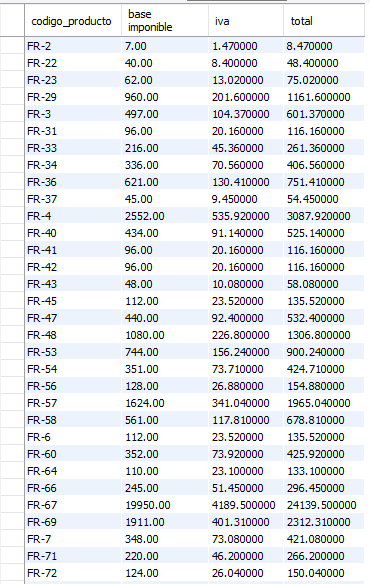 codigo_producto base imponible iva total
FR-2 7.00 1.470000 8.470000
FR-22 40.00 8.400000 48.400000
FR-23 62.00 13.020000 75.020000
FR-29 960.00 201.600000 1161.600000
FR-3 497.00 104.370000 601.370000
FR-31 96.00 20.160000 116.160000
FR-33 216.00 45.360000 261.360000
FR-34 336.00 70.560000 406.560000
FR-36 621.00 130.410000 751.410000
FR-37 45.00 9.450000 54.450000
FR-4 2552.00 535.920000 3087.920000
FR-40 434.00 91.140000 525.140000
FR-41 96.00 20.160000 116.160000
FR-42 96.00 20.160000 116.160000
FR-43 48.00 10.080000 58.080000
FR-45 112.00 23.520000 135.520000
FR-47 440.00 92.400000 532.400000
FR-48 1080.00 226.800000 1306.800000
FR-53 744.00 156.240000 900.240000
FR-54 351.00 73.710000 424.710000
FR-56 128.00 26.880000 154.880000
FR-57 1624.00 341.040000 1965.040000
FR-58 561.00 117.810000 678.810000
FR-6 112.00 23.520000 135.520000
FR-60 352.00 73.920000 425.920000
FR-64 110.00 23.100000 133.100000
FR-66 245.00 51.450000 296.450000
FR-67 19950.00 4189.500000 24139.500000
FR-69 1911.00 401.310000 2312.310000
FR-7 348.00 73.080000 421.080000
FR-71 220.00 46.200000 266.200000
FR-72 124.00 26.040000 150.040000